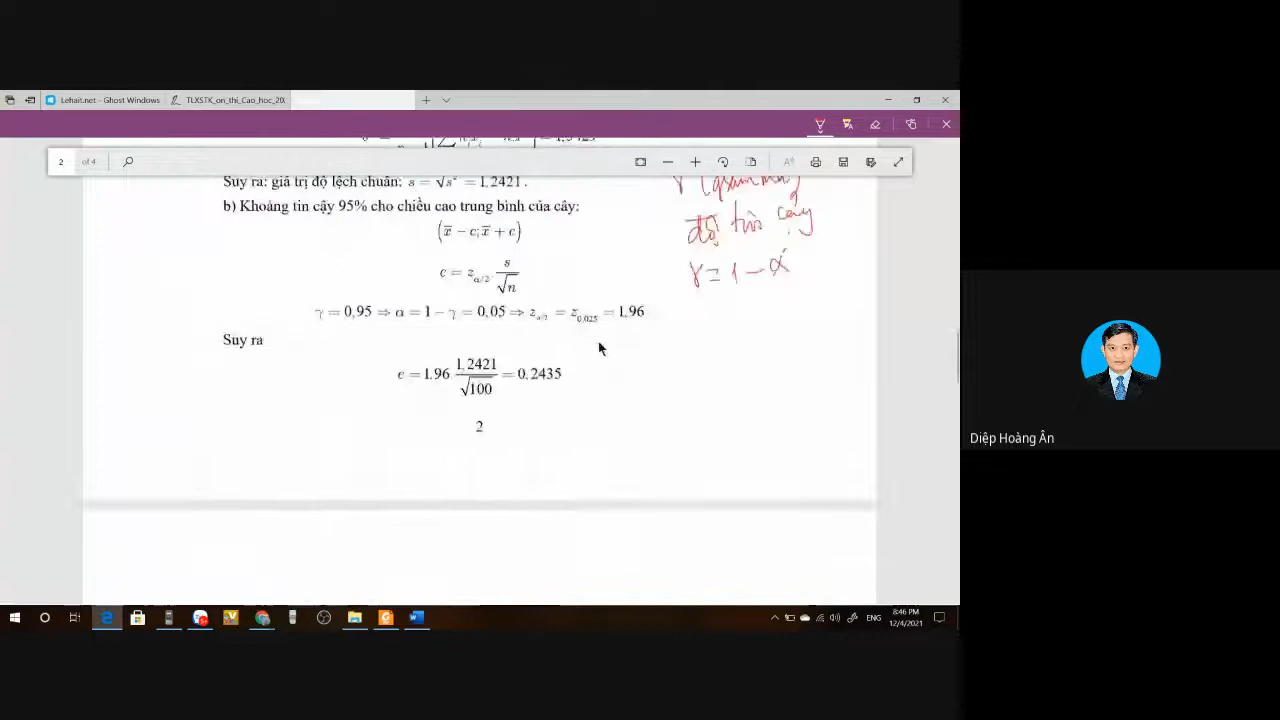 Lehait.net - Ghost Windows
TLXSTK_on_thi_Cao_hoc_20
2 of 4
Suy ra: giá trị độ lệch chuẩn: s = √s² = 1,2421.
b) Khoảng tin cậy 95% cho chiều cao trung bình của cây:
(x̄ − ε; x̄ + ε)
ε = z_{α/2} · s/√n
γ = 0,95 ⇒ α = 1 − γ = 0,05 ⇒ z_{α/2} = z_{0,025} = 1,96
Suy ra
ε = 1,96 · 1,2421/√100 = 0,2435
2
γ (gamma)
độ tin cậy
γ = 1 − α
Diệp Hoàng Ân
ENG
8:46 PM
12/4/2021